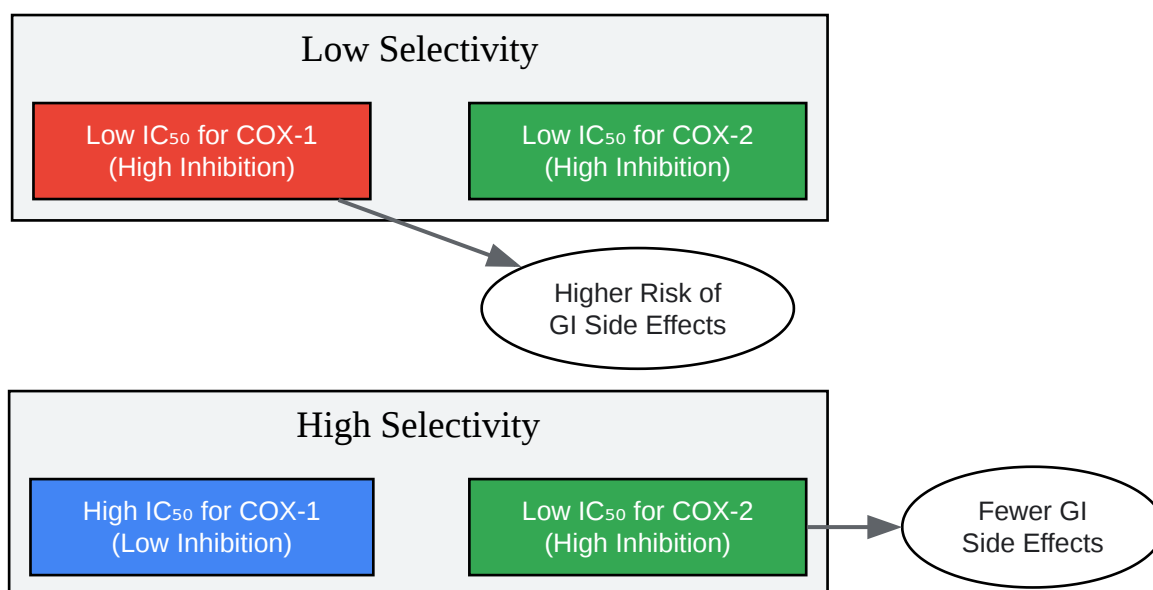 Low Selectivity
Low IC₅₀ for COX-1
(High Inhibition)
Low IC₅₀ for COX-2
(High Inhibition)
Higher Risk of
GI Side Effects
High Selectivity
High IC₅₀ for COX-1
(Low Inhibition)
Low IC₅₀ for COX-2
(High Inhibition)
Fewer GI
Side Effects